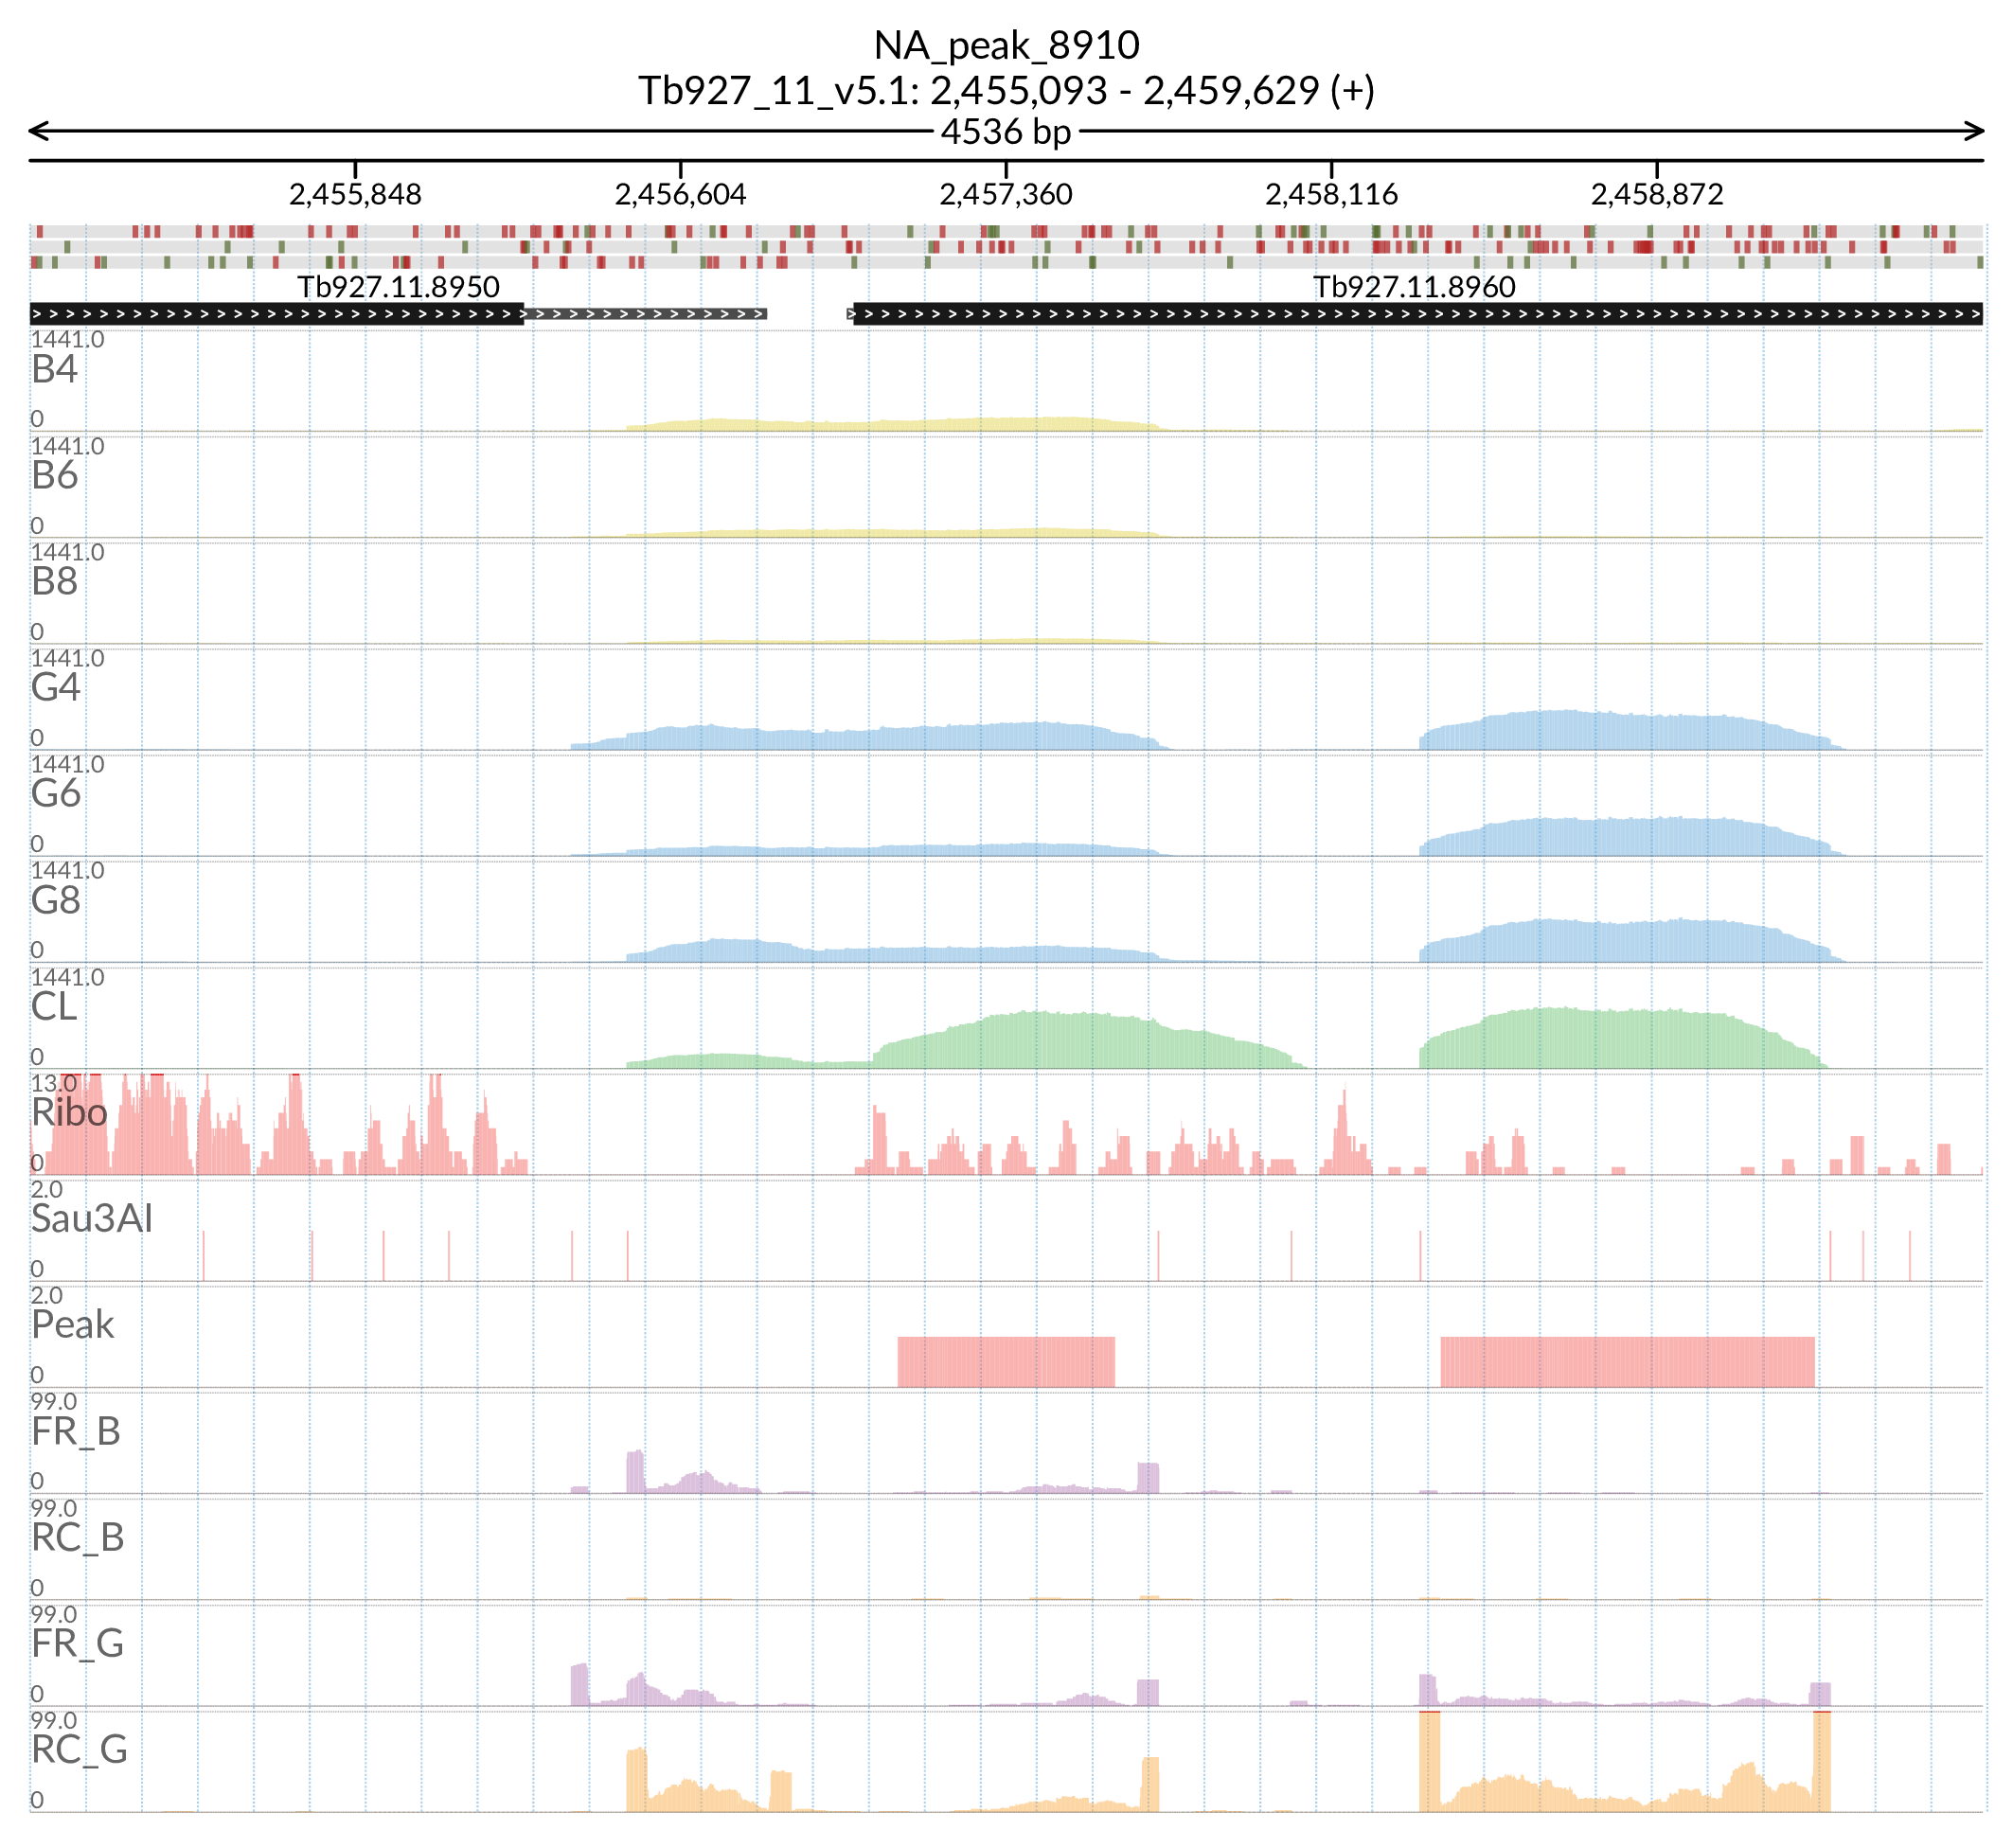 NA_peak_8910
Tb927_11_v5.1: 2,455,093 - 2,459,629 (+)
4536 bp
2,455,848 2,456,604 2,457,360 2,458,116 2,458,872
Tb927.11.8950 Tb927.11.8960
1441.0
B4
0
1441.0
B6
0
1441.0
B8
0
1441.0
G4
0
1441.0
G6
0
1441.0
G8
0
1441.0
CL
0
13.0
Ribo
0
2.0
Sau3AI
0
2.0
Peak
0
99.0
FR_B
0
99.0
RC_B
0
99.0
FR_G
0
99.0
RC_G
0